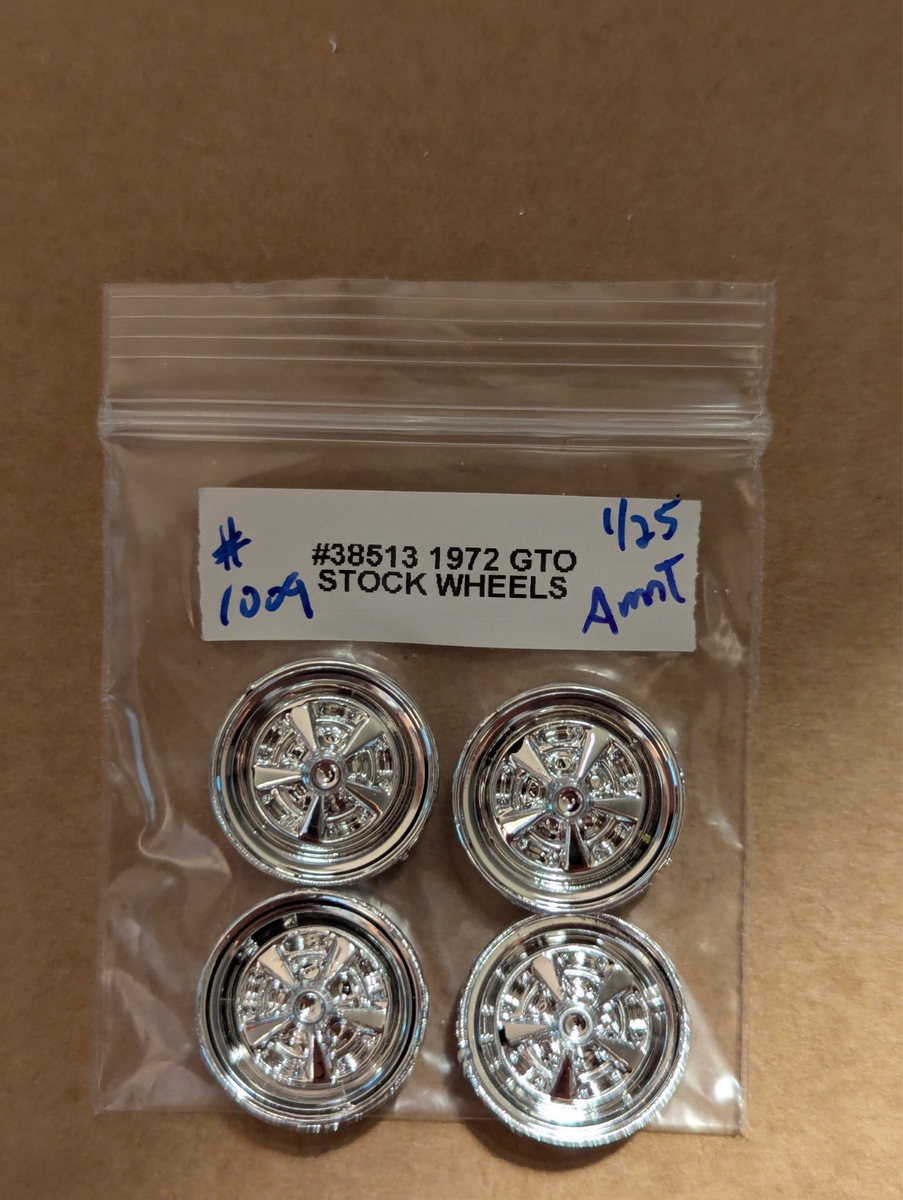 # 1/25
#38513 1972 GTO
STOCK WHEELS
1009 AmT